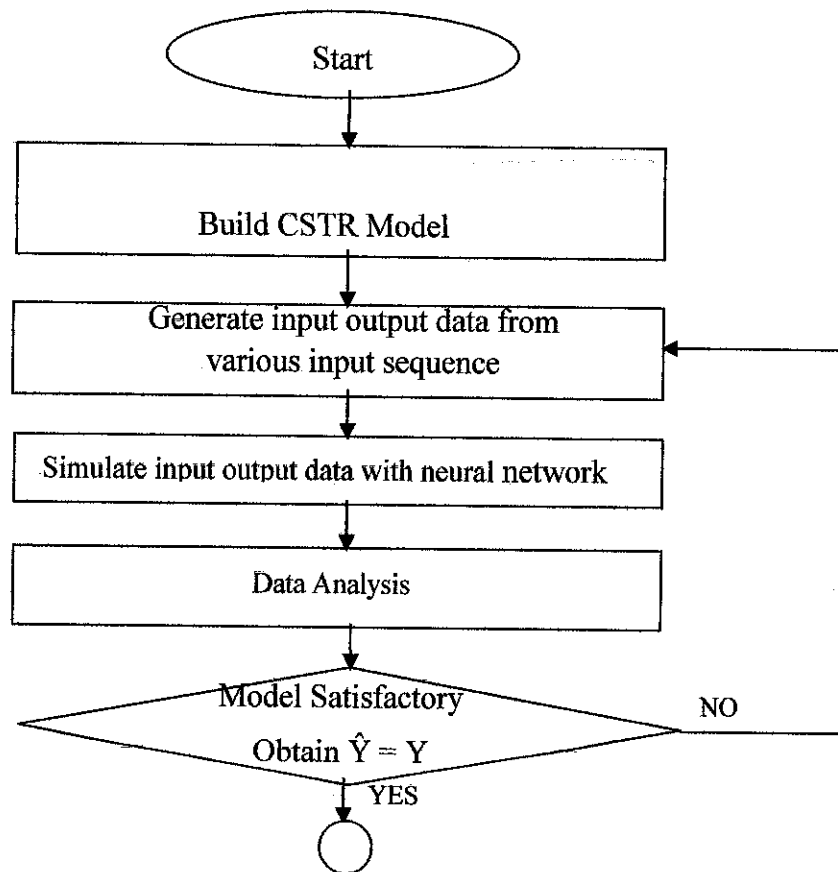 Start
Build CSTR Model
Generate input output data from
various input sequence
Simulate input output data with neural network
Data Analysis
Model Satisfactory
Obtain Ŷ = Y
NO
YES